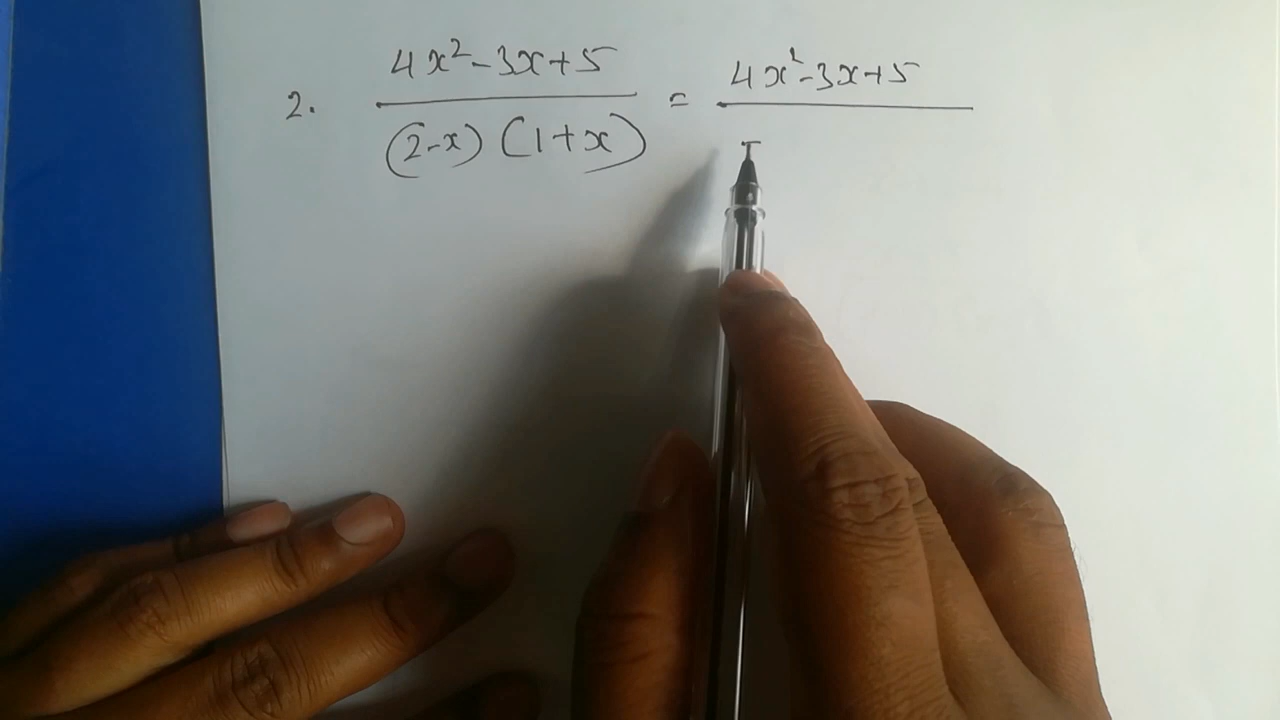 2. (4x²-3x+5)/((2-x)(1+x)) = (4x²-3x+5)/